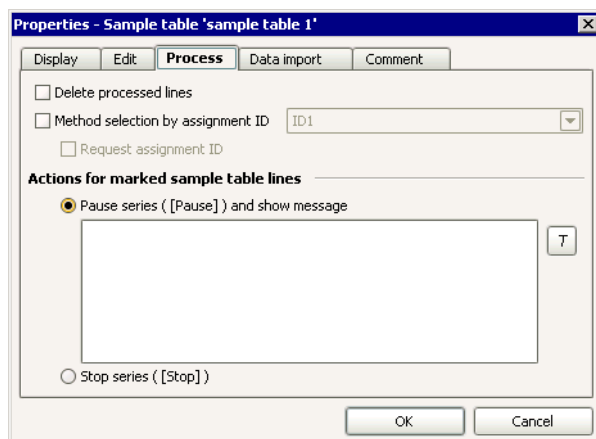 Properties - Sample table 'sample table 1'
Display Edit Process Data import Comment
Delete processed lines
Method selection by assignment ID ID1
Request assignment ID
Actions for marked sample table lines
Pause series ( [Pause] ) and show message
T
Stop series ( [Stop] )
OK Cancel